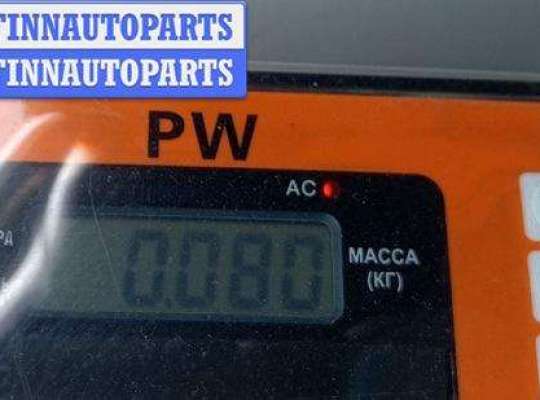 FINNAUTOPARTS
FINNAUTOPARTS
PW
AC
0.080
МАССА
(КГ)